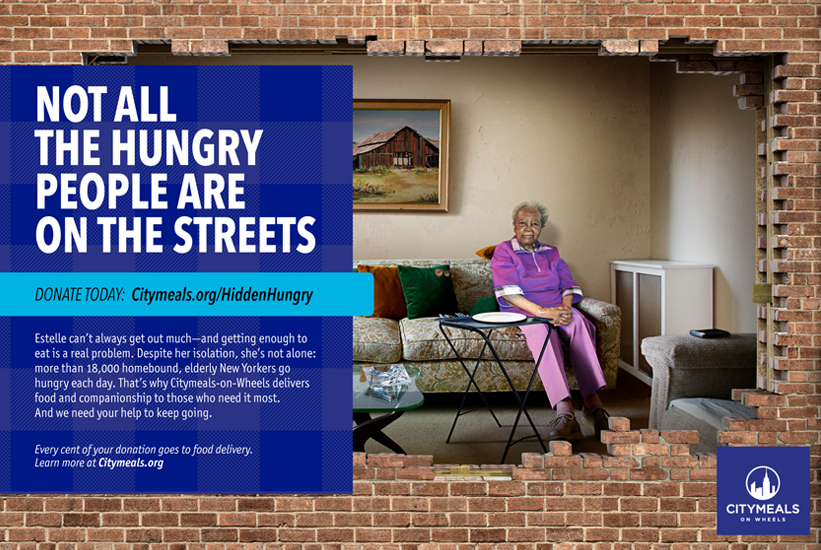 NOT ALL
THE HUNGRY
PEOPLE ARE
ON THE STREETS
DONATE TODAY: Citymeals.org/HiddenHungry
Estelle can't always get out much—and getting enough to
eat is a real problem. Despite her isolation, she's not alone:
more than 18,000 homebound, elderly New Yorkers go
hungry each day. That's why Citymeals-on-Wheels delivers
food and companionship to those who need it most.
And we need your help to keep going.
Every cent of your donation goes to food delivery.
Learn more at Citymeals.org
CITYMEALS
ON WHEELS